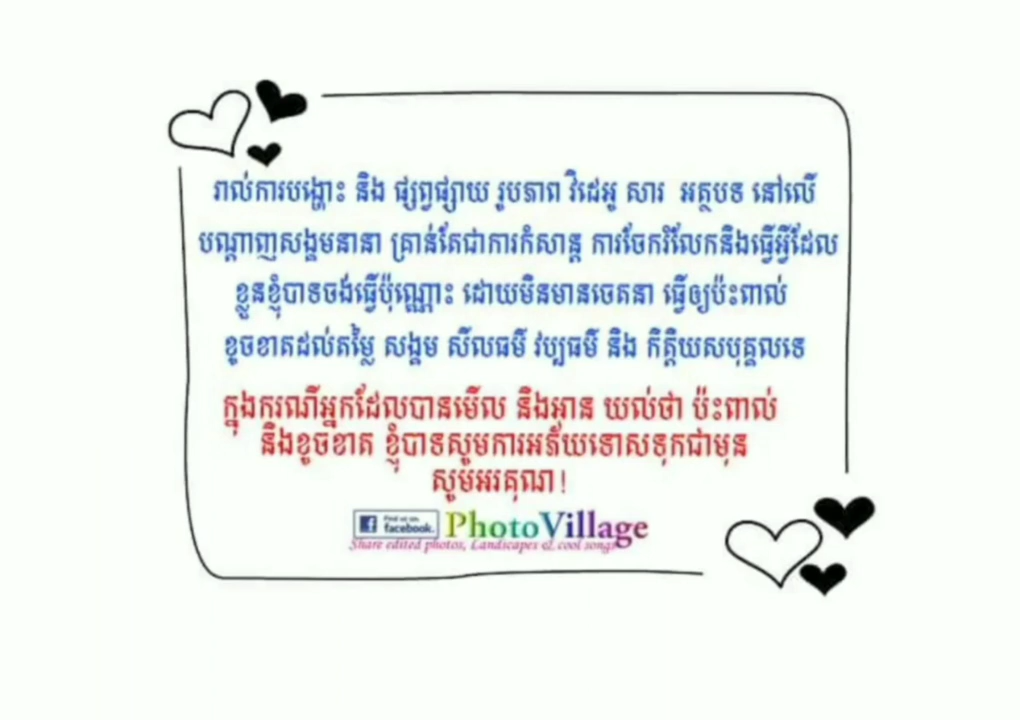 រាល់ការបង្ហោះ និង ផ្សព្វផ្សាយ រូបភាព វិដេអូ សារ អត្ថបទ នៅលើ
បណ្តាញសង្គមនានា គ្រាន់តែជាការកំសាន្ត ការចែករំលែកនិងធ្វើអ្វីដែល
ខ្លួនខ្ញុំបាទចង់ធ្វើប៉ុណ្ណោះ ដោយមិនមានចេតនា ធ្វើឲ្យប៉ះពាល់
ខូចខាតដល់តម្លៃ សង្គម សីលធម៌ វប្បធម៌ និង កិត្តិយសបុគ្គលទេ
ក្នុងករណីអ្នកដែលបានមើល និងអាន យល់ថា ប៉ះពាល់
និងខូចខាត ខ្ញុំបាទសូមការអភ័យទោសទុកជាមុន
សូមអរគុណ!
Find us on
facebook.
PhotoVillage
Share edited photos, Landscapes & cool songs